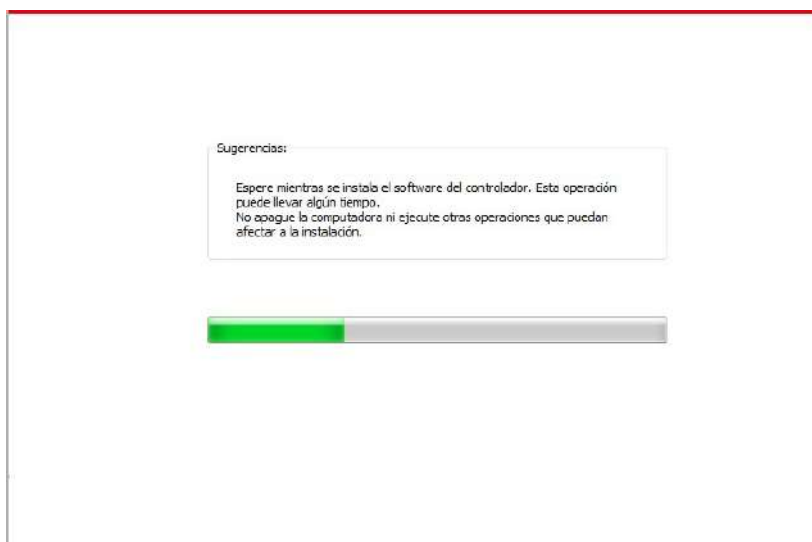 Sugerencias:
Espere mientras se instala el software del controlador. Esta operación
puede llevar algún tiempo.
No apague la computadora ni ejecute otras operaciones que puedan
afectar a la instalación.